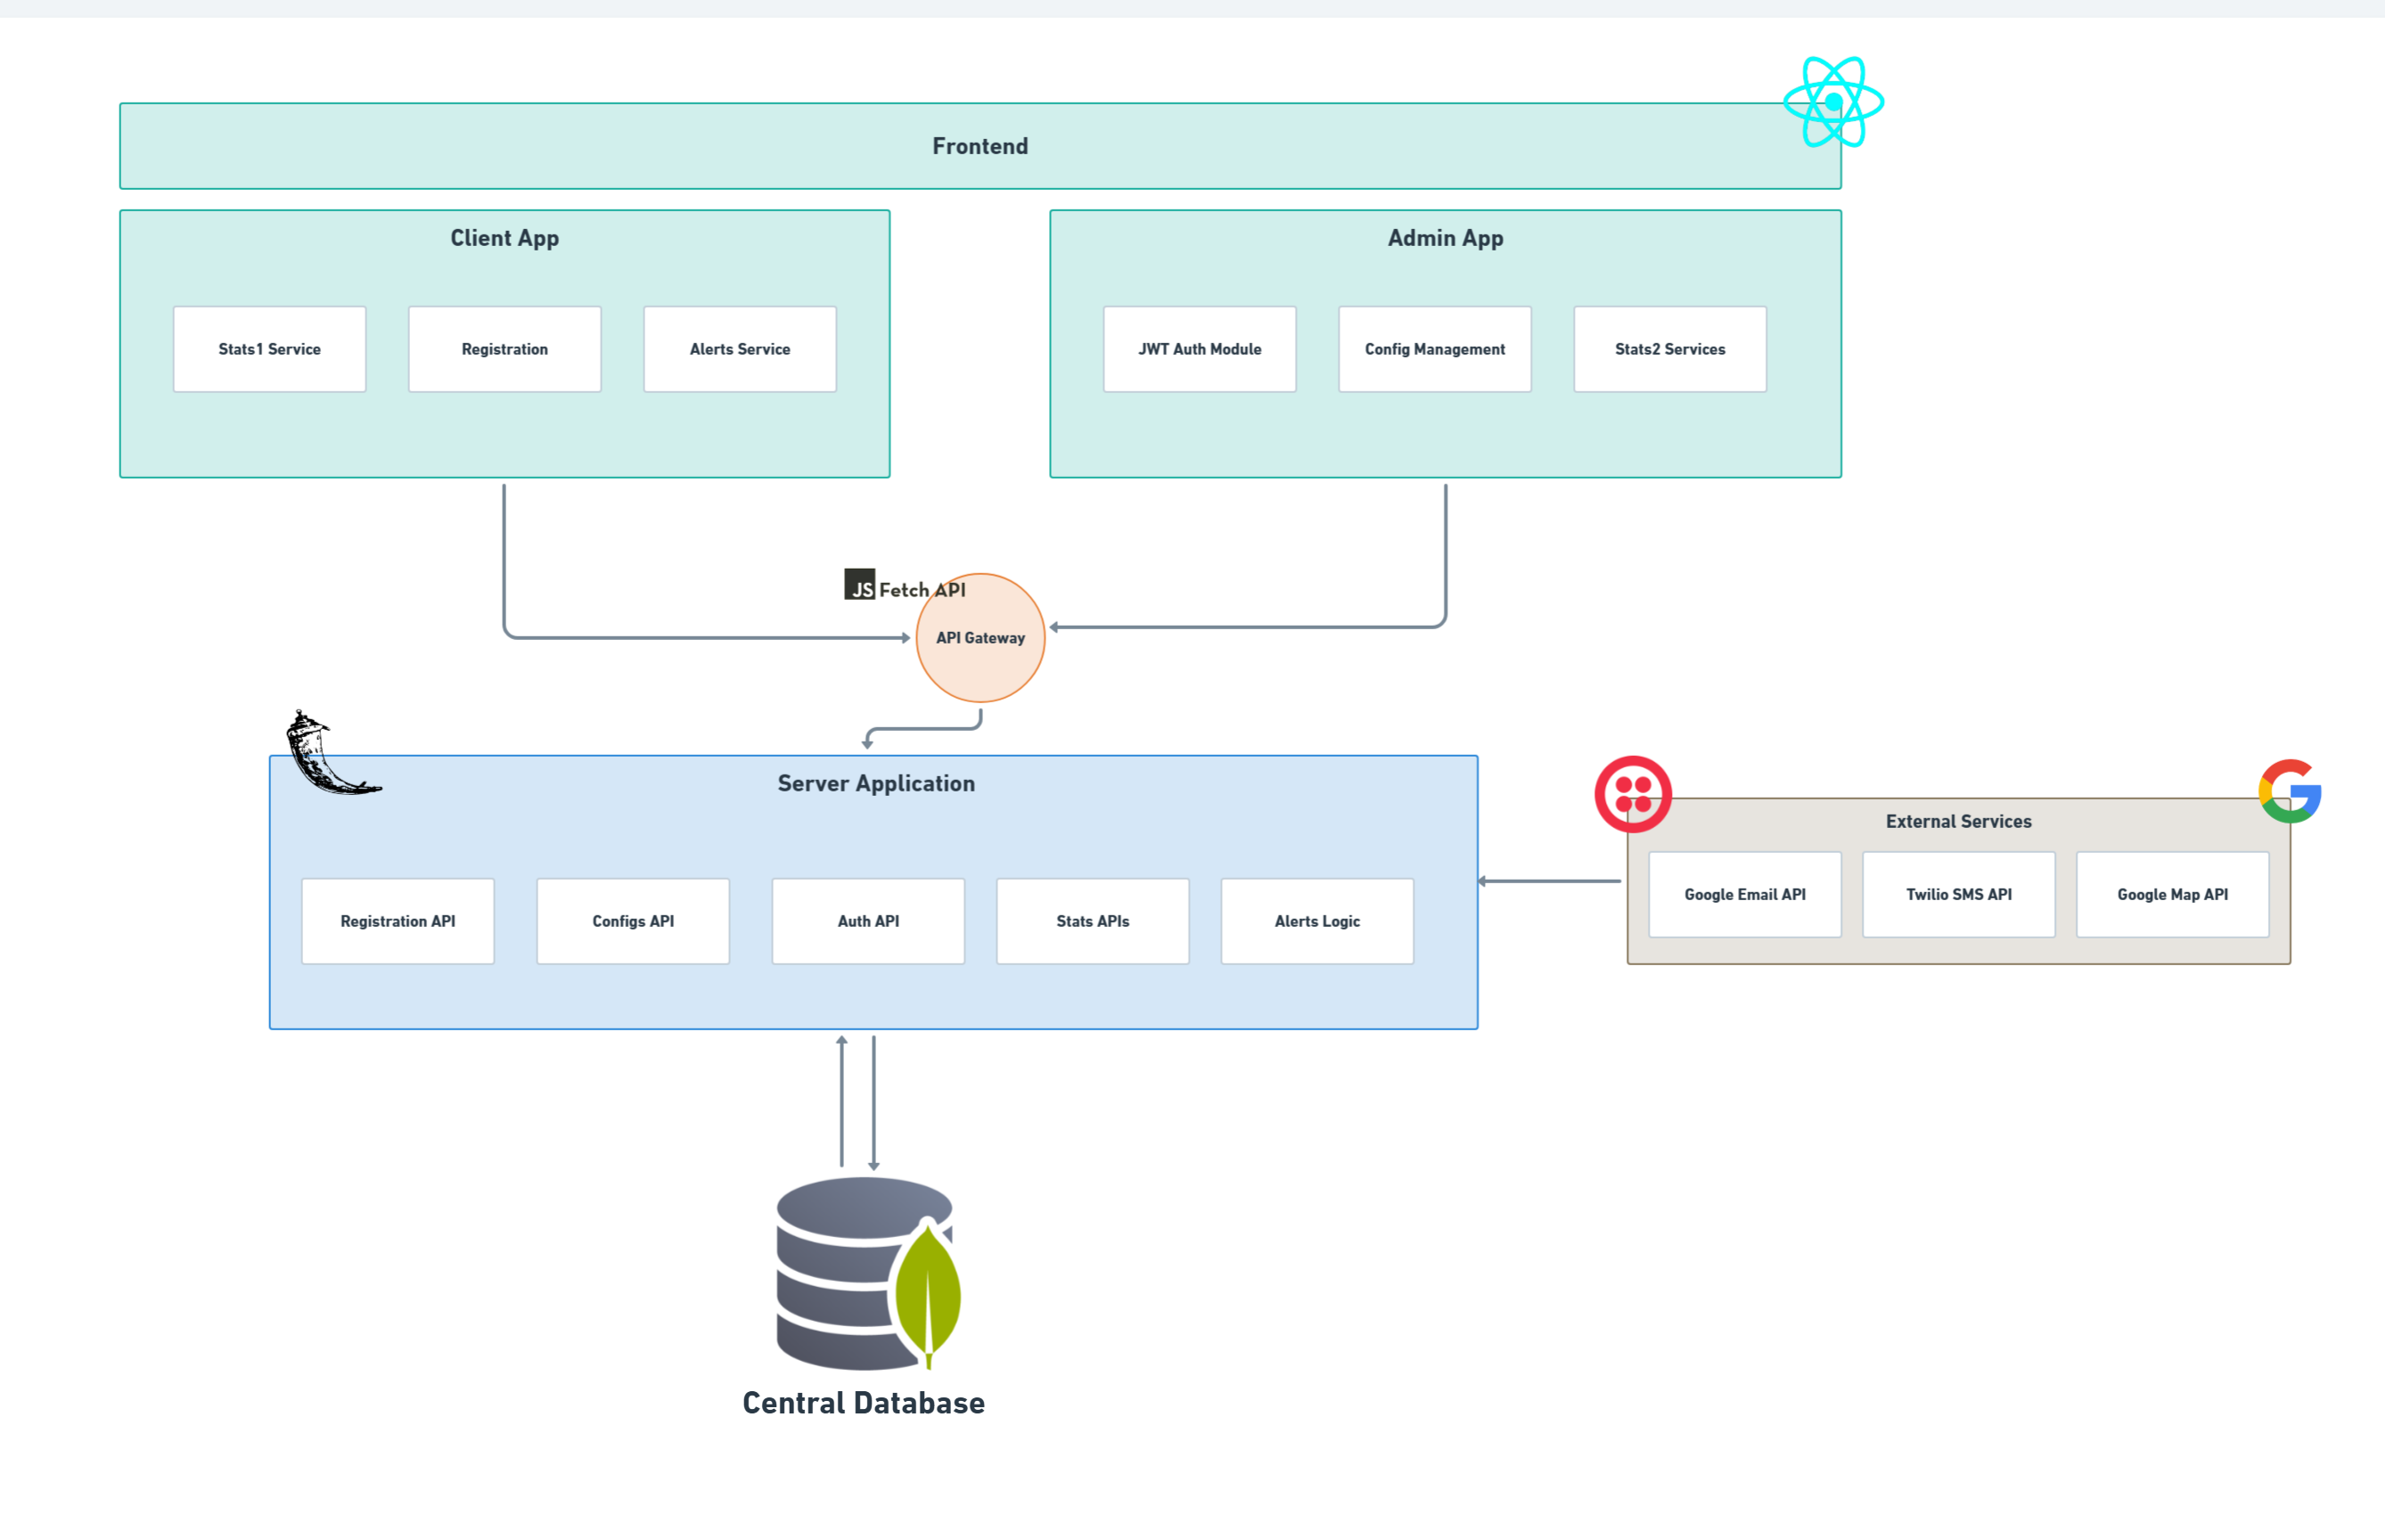 Frontend
Client App
Admin App
Stats1 Service
Registration
Alerts Service
JWT Auth Module
Config Management
Stats2 Services
JS Fetch API
API Gateway
Server Application
External Services
Google Email API
Twilio SMS API
Google Map API
Registration API
Configs API
Auth API
Stats APIs
Alerts Logic
Central Database